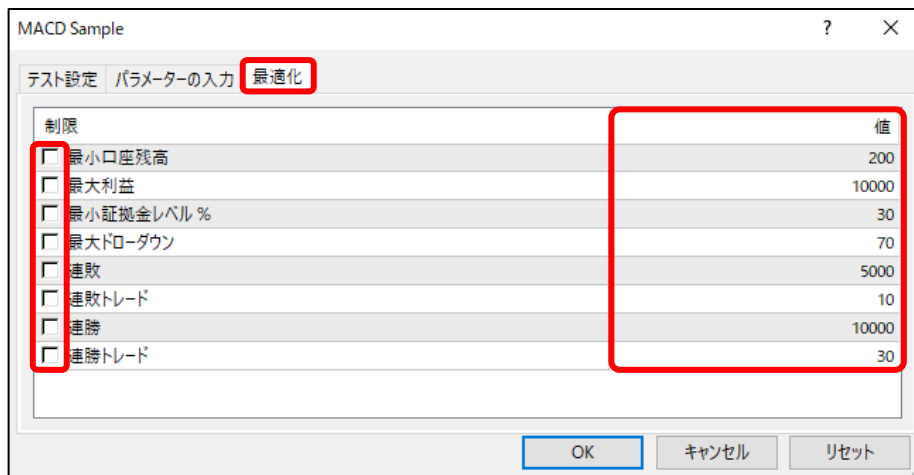 MACD Sample ? ×
テスト設定 パラメーターの入力 最適化
制限 値
最小口座残高 200
最大利益 10000
最小証拠金レベル % 30
最大ドローダウン 70
連敗 5000
連敗トレード 10
連勝 10000
連勝トレード 30
OK キャンセル リセット